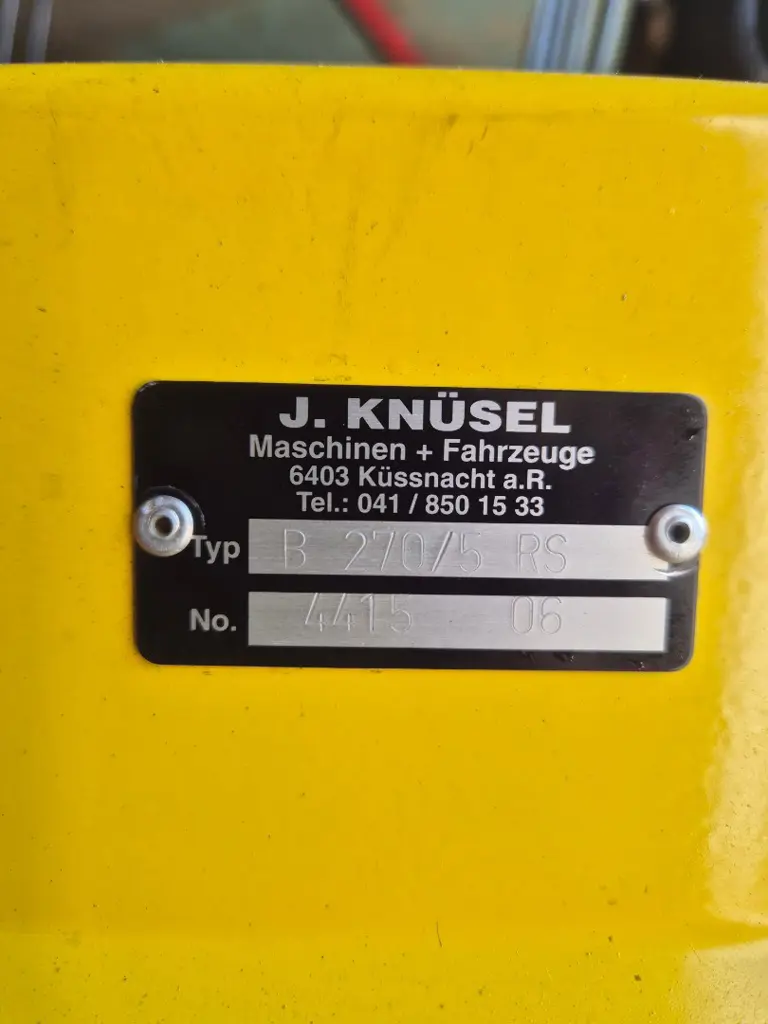 J. KNÜSEL
Maschinen + Fahrzeuge
6403 Küssnacht a.R.
Tel.: 041 / 850 15 33
Typ B 270/5 RS
No. 4415 06